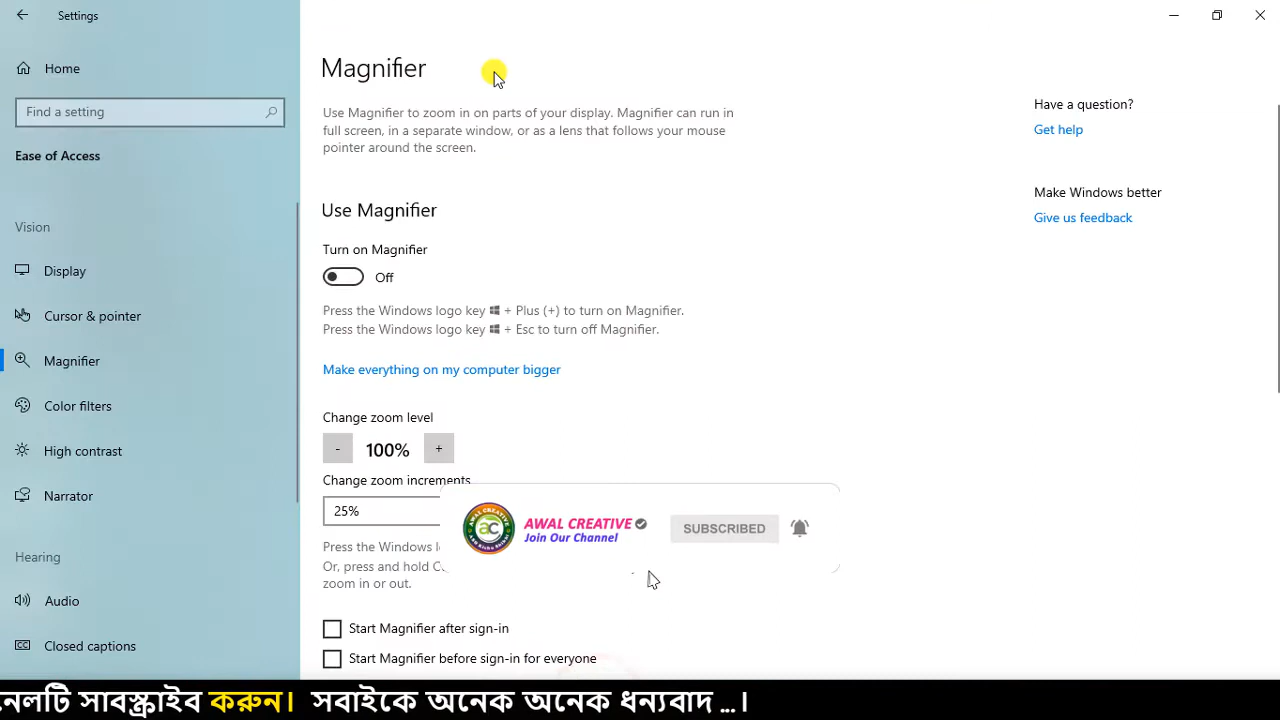 Settings
Home
Find a setting
Ease of Access
Vision
Display
Cursor & pointer
Magnifier
Color filters
High contrast
Narrator
Hearing
Audio
Closed captions
Magnifier
Use Magnifier to zoom in on parts of your display. Magnifier can run in
full screen, in a separate window, or as a lens that follows your mouse
pointer around the screen.
Use Magnifier
Turn on Magnifier
Off
Press the Windows logo key + Plus (+) to turn on Magnifier.
Press the Windows logo key + Esc to turn off Magnifier.
Make everything on my computer bigger
Change zoom level
- 100% +
Change zoom increments
25%
Press the Windows
Or, press and hold
zoom in or out.
Start Magnifier after sign-in
Start Magnifier before sign-in for everyone
Have a question?
Get help
Make Windows better
Give us feedback
ac
AWAL CREATIVE
Join Our Channel
SUBSCRIBED
নেলটি সাবস্ক্রাইব করুন। সবাইকে অনেক অনেক ধন্যবাদ ...।